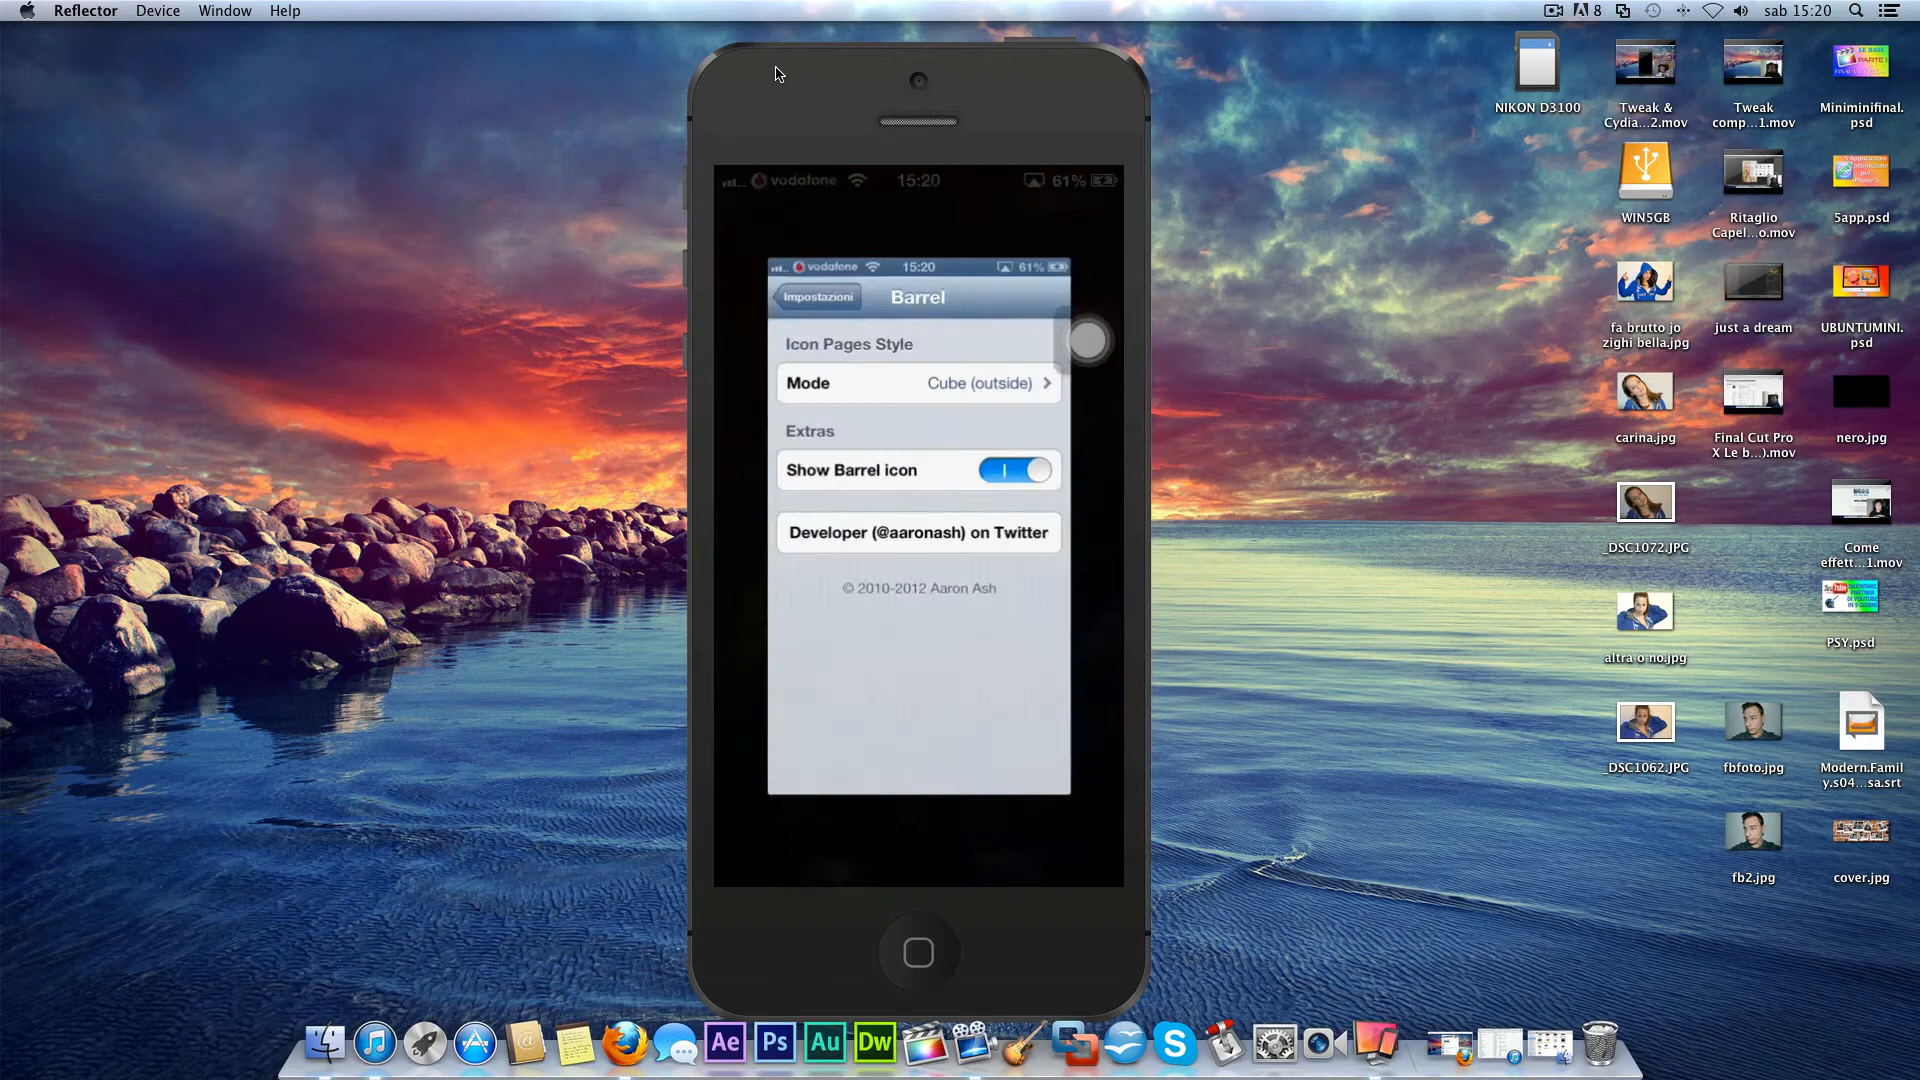 Reflector Device Window Help
8 sab 15:20
vodafone 15:20 61%
vodafone 15:20 61%
Impostazioni Barrel
Icon Pages Style
Mode Cube (outside)
Extras
Show Barrel icon
Developer (@aaronash) on Twitter
© 2010-2012 Aaron Ash
NIKON D3100
Tweak &
Cydia...2.mov
Tweak
comp...1.mov
LE BASI
PARTE 1
Miniminifinal.
psd
WIN5GB
Ritaglio
Capel...o.mov
5app.psd
fa brutto jo
zighi bella.jpg
just a dream
UBUNTUMINI.
psd
carina.jpg
Final Cut Pro
X Le b...).mov
nero.jpg
_DSC1072.JPG
Come
effett...1.mov
altra o no.jpg
PSY.psd
_DSC1062.JPG
fbfoto.jpg
Modern.Famil
y.s04...sa.srt
fb2.jpg
cover.jpg
Ae Ps Au Dw